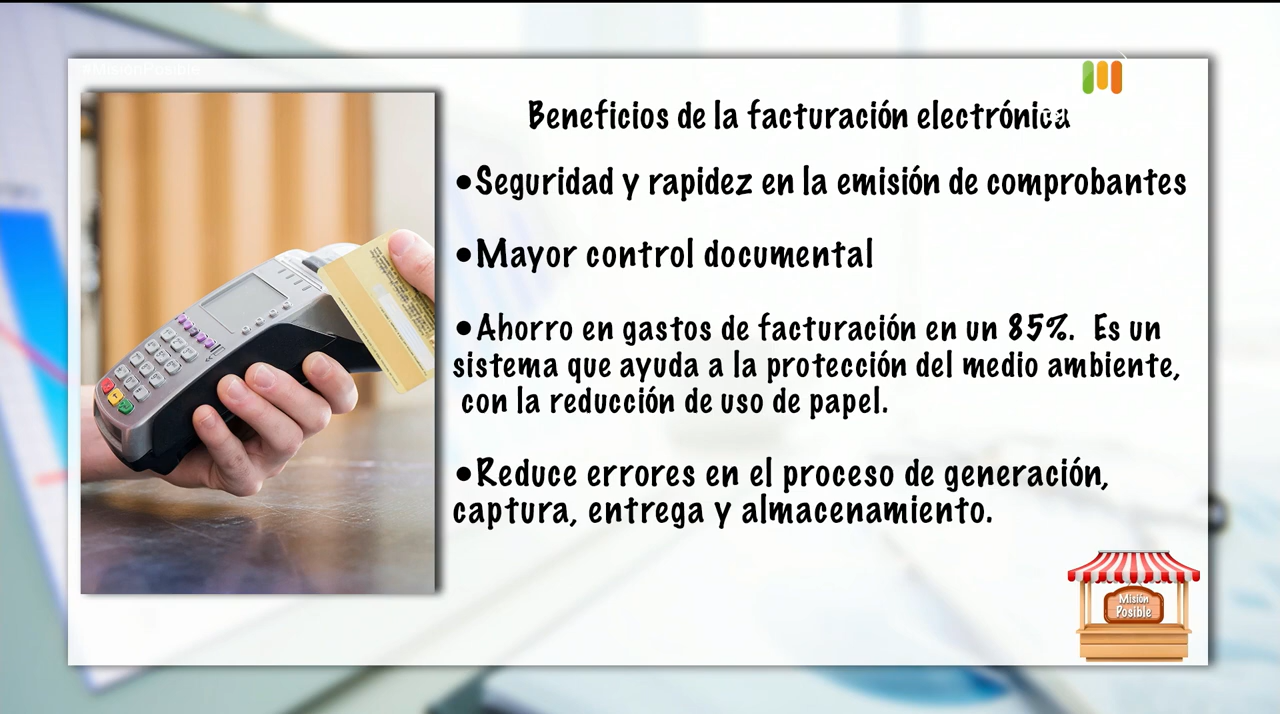 #MisiónPosible
Beneficios de la facturación electrónica
•Seguridad y rapidez en la emisión de comprobantes
•Mayor control documental
•Ahorro en gastos de facturación en un 85%. Es un
sistema que ayuda a la protección del medio ambiente,
con la reducción de uso de papel.
•Reduce errores en el proceso de generación,
captura, entrega y almacenamiento.
Misión
Posible